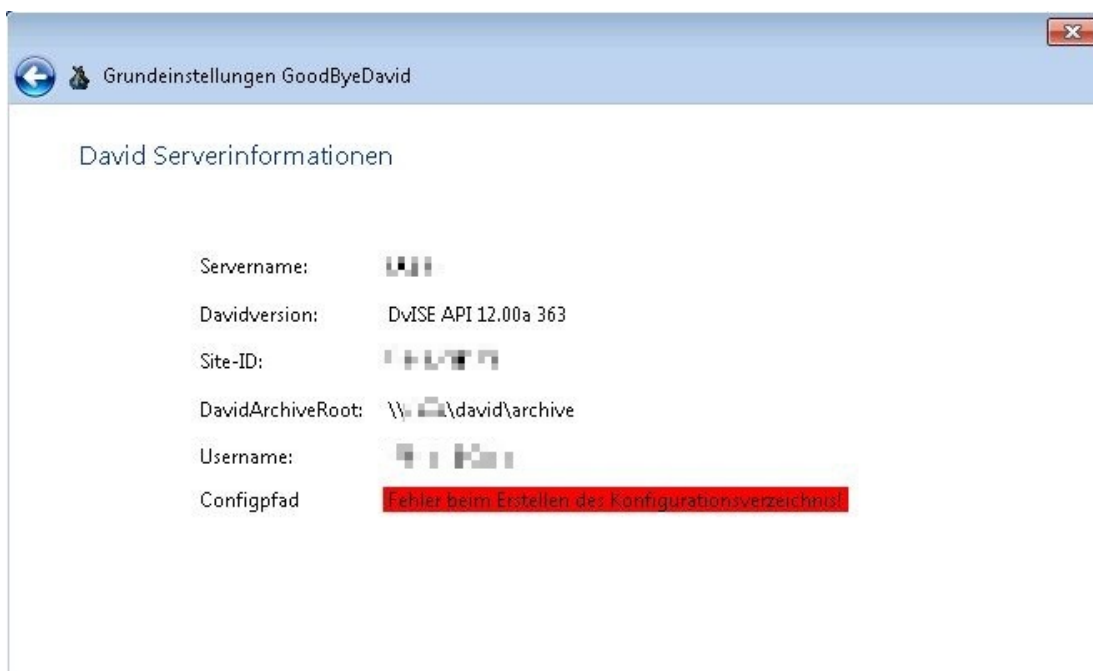 Grundeinstellungen GoodByeDavid
David Serverinformationen
Servername:
Davidversion: DvISE API 12.00a 363
Site-ID:
DavidArchiveRoot: \\ \david\archive
Username:
Configpfad Fehler beim Erstellen des Konfigurationsverzeichnis!